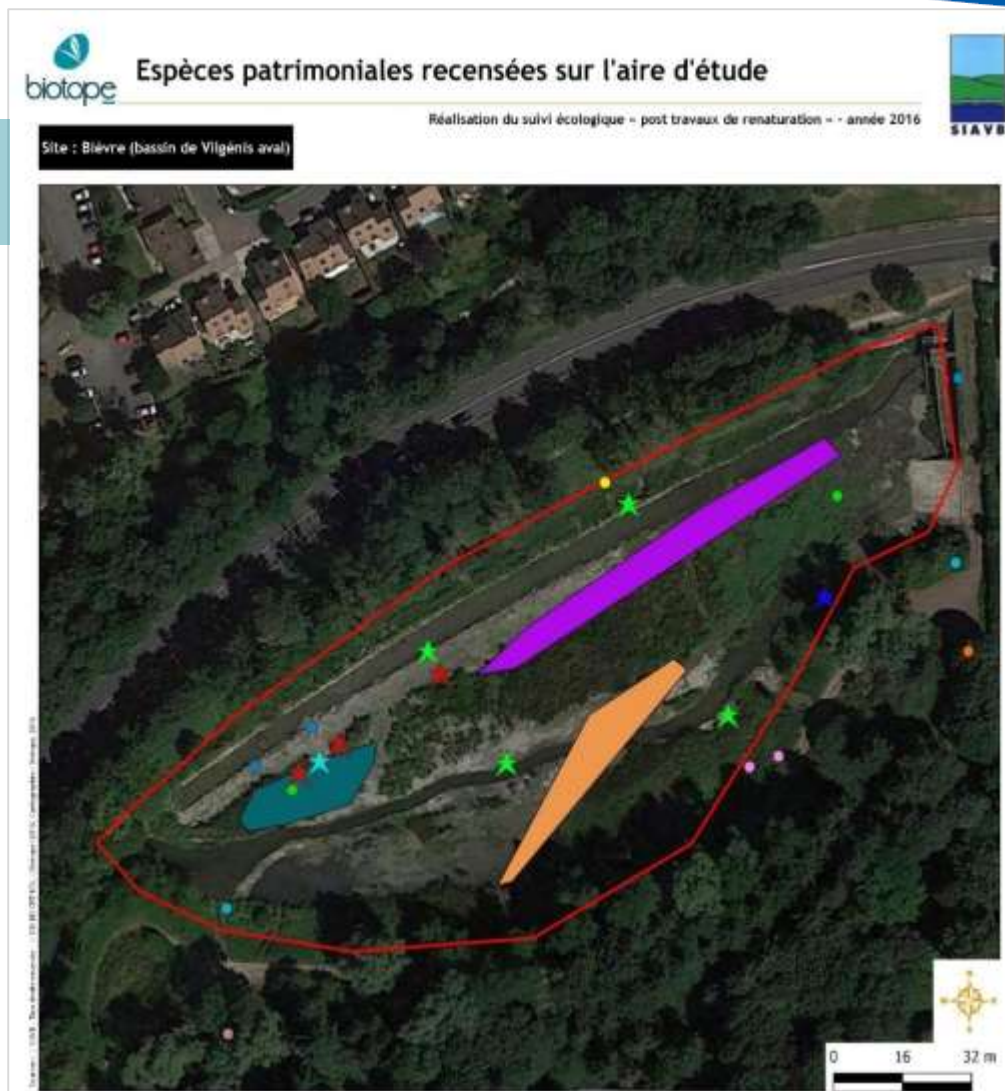 biotope
Espèces patrimoniales recensées sur l'aire d'étude
Réalisation du suivi écologique « post travaux de renaturation » - année 2016
SIAVB
Site : Bièvre (bassin de Vilgénis aval)
0 16 32 m